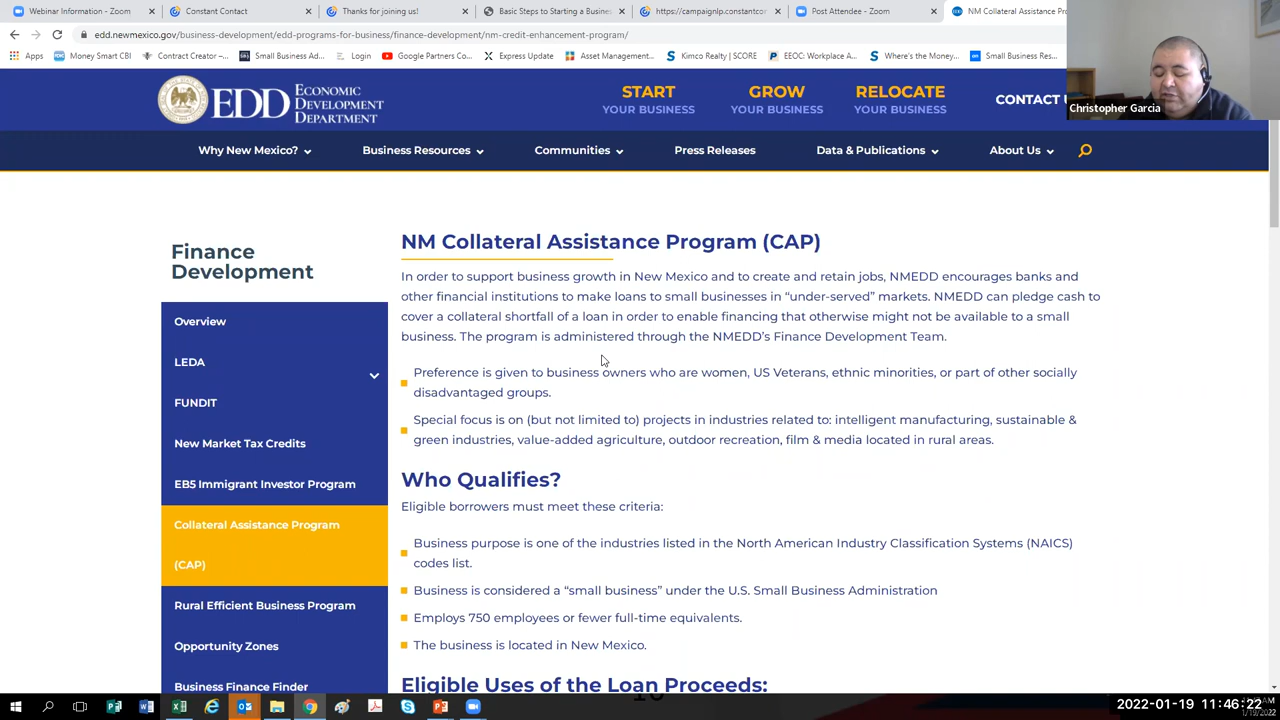 Webinar Information - Zoom
Constant Contact
Thanks for joining us!
Basic Steps to Starting a Busines
https://campaignlp.constantcon
Post Attendee - Zoom
NM Collateral Assistance Pro
edd.newmexico.gov/business-development/edd-programs-for-business/finance-development/nm-credit-enhancement-program/
Apps
Money Smart CBI
Contract Creator –...
Small Business Ad...
Login
Google Partners Co...
Express Update
Asset Management...
Kimco Realty | SCORE
EEOC: Workplace A...
Where's the Money...
Small Business Res...
Christopher Garcia
EDD
ECONOMIC
DEVELOPMENT
DEPARTMENT
START
YOUR BUSINESS
GROW
YOUR BUSINESS
RELOCATE
YOUR BUSINESS
CONTACT
Why New Mexico?
Business Resources
Communities
Press Releases
Data & Publications
About Us
Finance
Development
Overview
LEDA
FUNDIT
New Market Tax Credits
EB5 Immigrant Investor Program
Collateral Assistance Program
(CAP)
Rural Efficient Business Program
Opportunity Zones
Business Finance Finder
NM Collateral Assistance Program (CAP)
In order to support business growth in New Mexico and to create and retain jobs, NMEDD encourages banks and
other financial institutions to make loans to small businesses in “under-served” markets. NMEDD can pledge cash to
cover a collateral shortfall of a loan in order to enable financing that otherwise might not be available to a small
business. The program is administered through the NMEDD’s Finance Development Team.
Preference is given to business owners who are women, US Veterans, ethnic minorities, or part of other socially
disadvantaged groups.
Special focus is on (but not limited to) projects in industries related to: intelligent manufacturing, sustainable &
green industries, value-added agriculture, outdoor recreation, film & media located in rural areas.
Who Qualifies?
Eligible borrowers must meet these criteria:
Business purpose is one of the industries listed in the North American Industry Classification Systems (NAICS)
codes list.
Business is considered a “small business” under the U.S. Small Business Administration
Employs 750 employees or fewer full-time equivalents.
The business is located in New Mexico.
Eligible Uses of the Loan Proceeds:
2022-01-19 11:46:22
1/19/2022